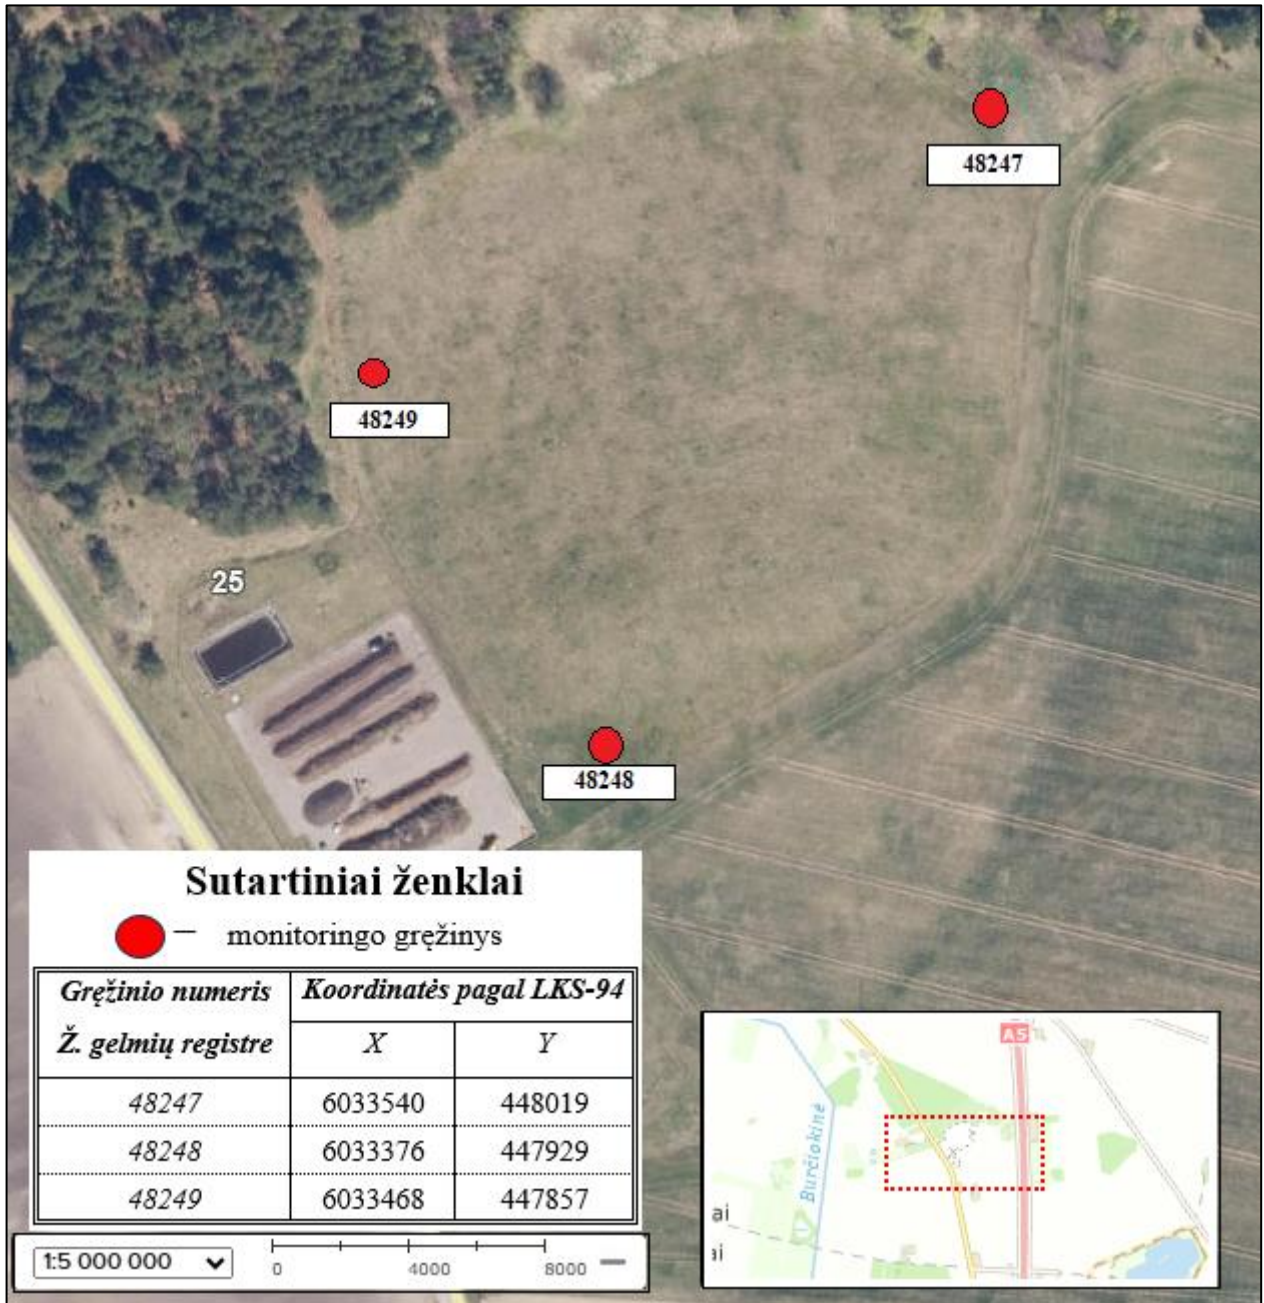 48247
48249
25
48248
Sutartiniai ženklai
– monitoringo gręžinys
Gręžinio numeris
Ž. gelmių registre
Koordinatės pagal LKS-94
X Y
48247 6033540 448019
48248 6033376 447929
48249 6033468 447857
1:5 000 000
0 4000 8000
A5
Burčiokinė
ai
ai